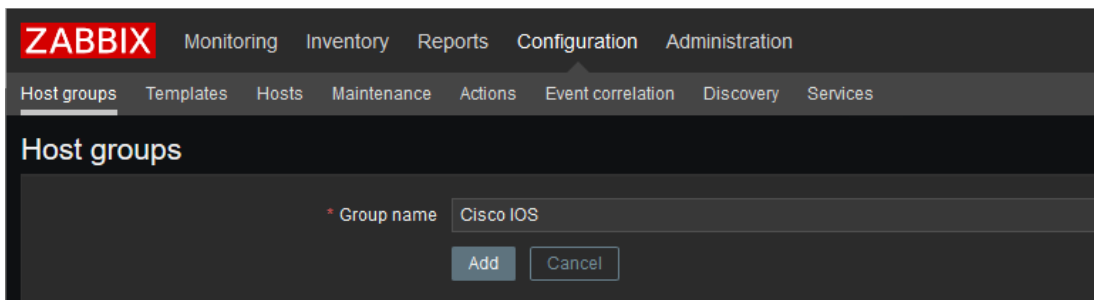 ZABBIX Monitoring Inventory Reports Configuration Administration
Host groups Templates Hosts Maintenance Actions Event correlation Discovery Services
Host groups
* Group name Cisco IOS
Add Cancel